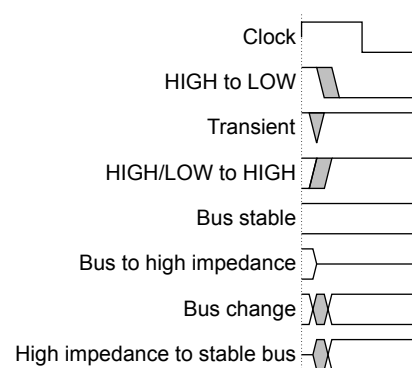 Clock
HIGH to LOW
Transient
HIGH/LOW to HIGH
Bus stable
Bus to high impedance
Bus change
High impedance to stable bus